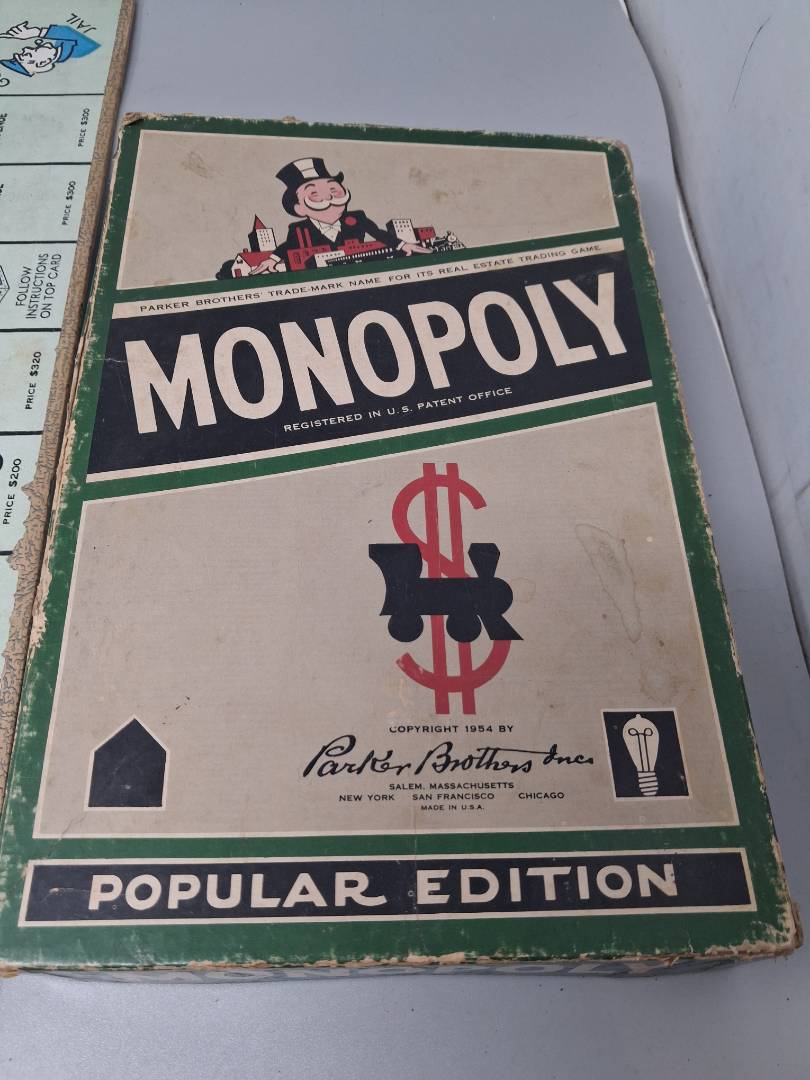 JAIL
PRICE $300
PRICE $300
FOLLOW
INSTRUCTIONS
ON TOP CARD
PRICE $320
PRICE $200
PARKER BROTHERS' TRADE-MARK NAME FOR ITS REAL ESTATE TRADING GAME
MONOPOLY
REGISTERED IN U.S. PATENT OFFICE
$
COPYRIGHT 1954 BY
Parker Brothers Inc.
SALEM, MASSACHUSETTS
NEW YORK SAN FRANCISCO CHICAGO
MADE IN U.S.A.
POPULAR EDITION
MONOPOLY